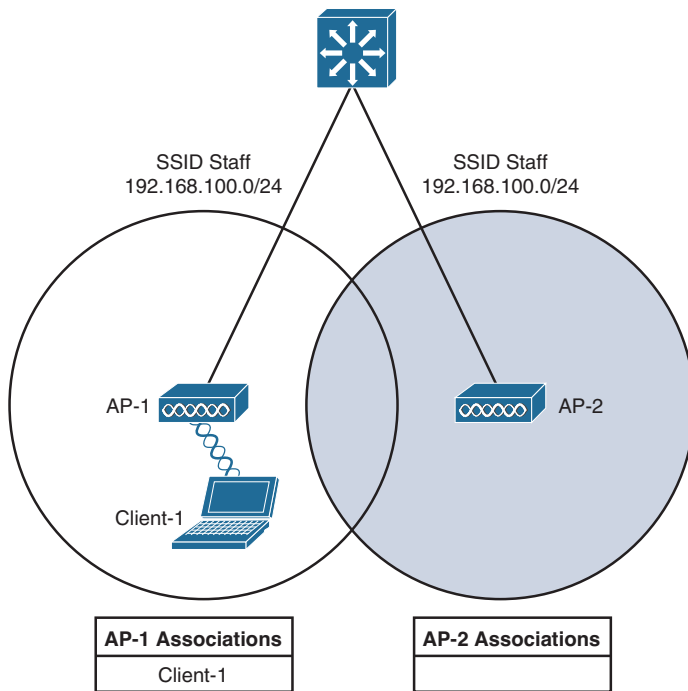 SSID Staff
192.168.100.0/24
SSID Staff
192.168.100.0/24
AP-1
AP-2
Client-1
AP-1 Associations
Client-1
AP-2 Associations